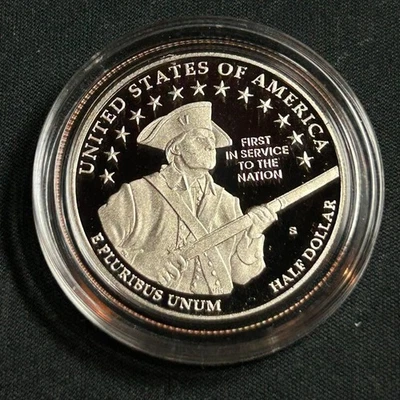 UNITED STATES OF AMERICA
FIRST
IN SERVICE
TO THE
NATION
S
E PLURIBUS UNUM
HALF DOLLAR